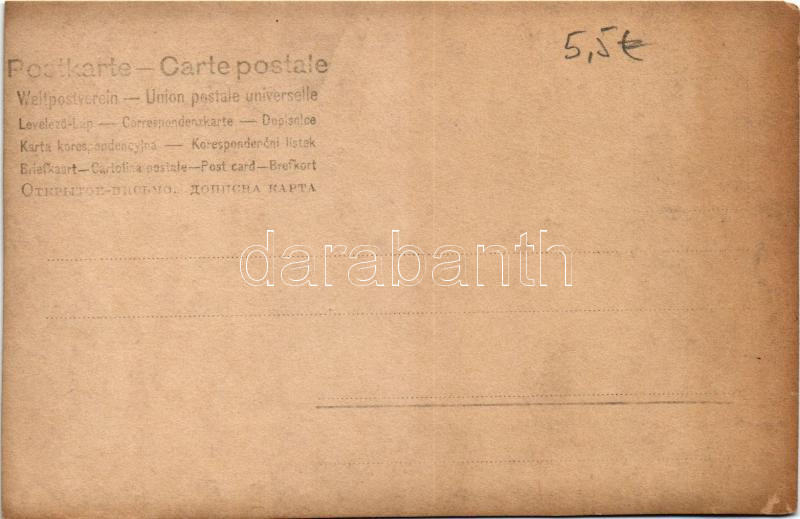 5,5€
Postkarte – Carte postale
Weltpostverein — Union postale universelle
Levelező-Lap — Correspondenzkarte — Dopisnice
Karta korespondencyjna — Korespondenční listek
Briefkaart – Cartolina postale – Post card – Brefkort
Открытое-письмо. дописна карта
darabanth